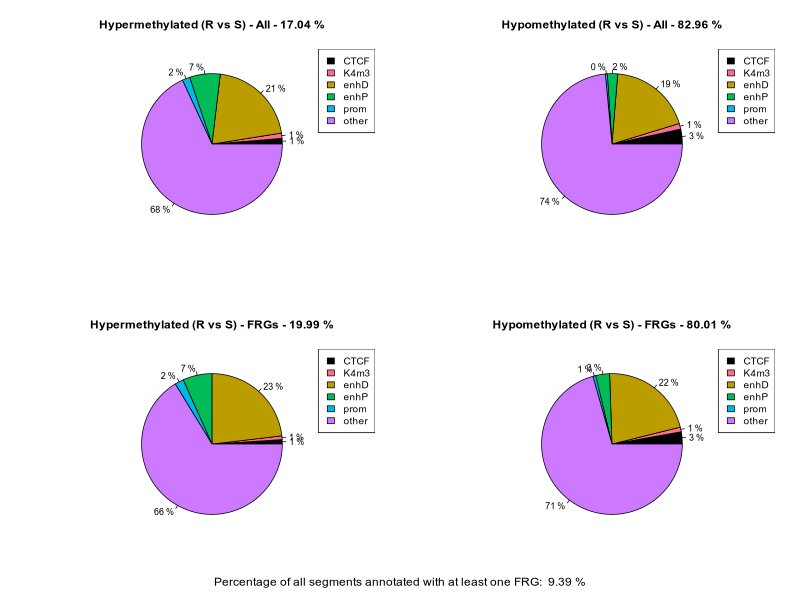 Hypermethylated (R vs S) - All - 17.04 %
CTCF
K4m3
enhD
enhP
prom
other
2 %
7 %
21 %
1 %
1 %
68 %
Hypomethylated (R vs S) - All - 82.96 %
CTCF
K4m3
enhD
enhP
prom
other
0 %
2 %
19 %
1 %
3 %
74 %
Hypermethylated (R vs S) - FRGs - 19.99 %
CTCF
K4m3
enhD
enhP
prom
other
2 %
7 %
23 %
1 %
1 %
66 %
Hypomethylated (R vs S) - FRGs - 80.01 %
CTCF
K4m3
enhD
enhP
prom
other
1 %
22 %
1 %
3 %
71 %
Percentage of all segments annotated with at least one FRG: 9.39 %